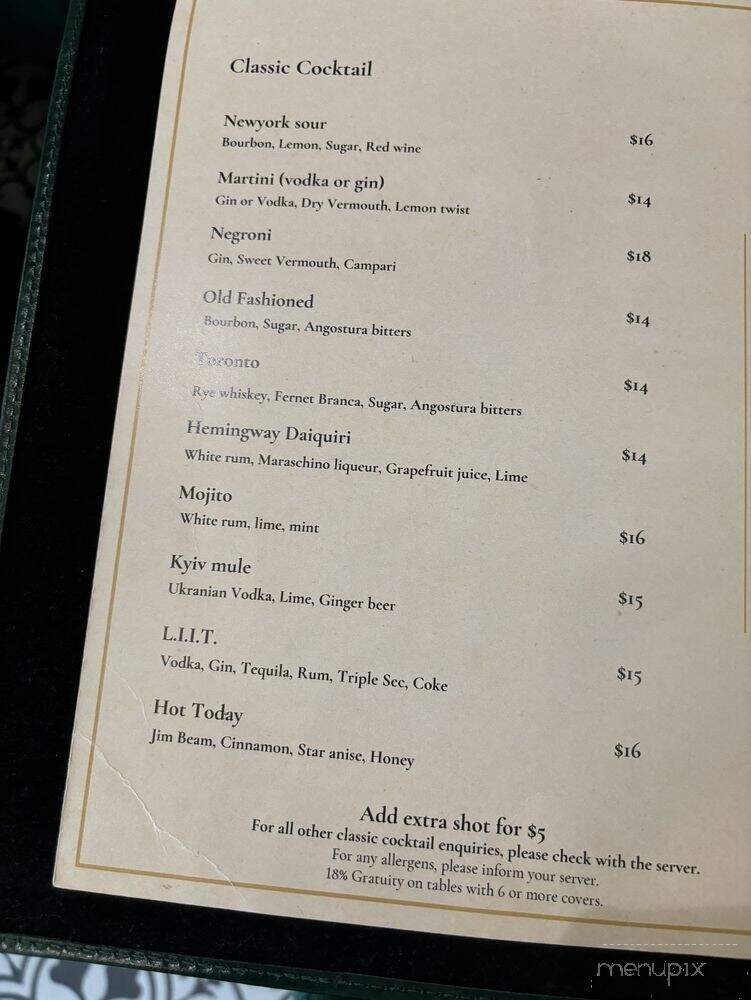 Classic Cocktail
Newyork sour
Bourbon, Lemon, Sugar, Red wine
$16
Martini (vodka or gin)
Gin or Vodka, Dry Vermouth, Lemon twist
$14
Negroni
Gin, Sweet Vermouth, Campari
$18
Old Fashioned
Bourbon, Sugar, Angostura bitters
$14
Toronto
Rye whiskey, Fernet Branca, Sugar, Angostura bitters
$14
Hemingway Daiquiri
White rum, Maraschino liqueur, Grapefruit juice, Lime
$14
Mojito
White rum, lime, mint
$16
Kyiv mule
Ukranian Vodka, Lime, Ginger beer
$15
L.I.I.T.
Vodka, Gin, Tequila, Rum, Triple Sec, Coke
$15
Hot Today
Jim Beam, Cinnamon, Star anise, Honey
$16
Add extra shot for $5
For all other classic cocktail enquiries, please check with the server.
For any allergens, please inform your server.
18% Gratuity on tables with 6 or more covers.
menupix